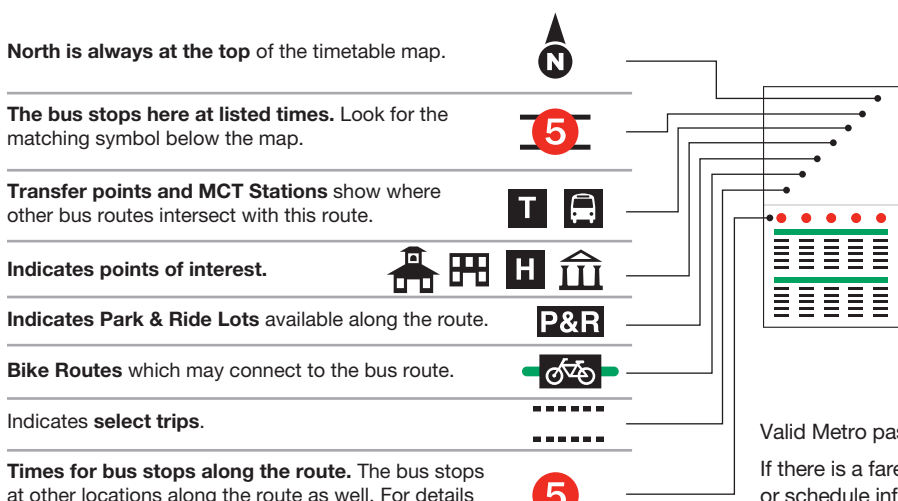 North is always at the top of the timetable map.
N
The bus stops here at listed times. Look for the
matching symbol below the map.
5
Transfer points and MCT Stations show where
other bus routes intersect with this route.
T
Indicates points of interest.
H
Indicates Park & Ride Lots available along the route.
P&R
Bike Routes which may connect to the bus route.
Indicates select trips.
Times for bus stops along the route. The bus stops
at other locations along the route as well. For details
5
Valid Metro pas
If there is a fare
or schedule inf